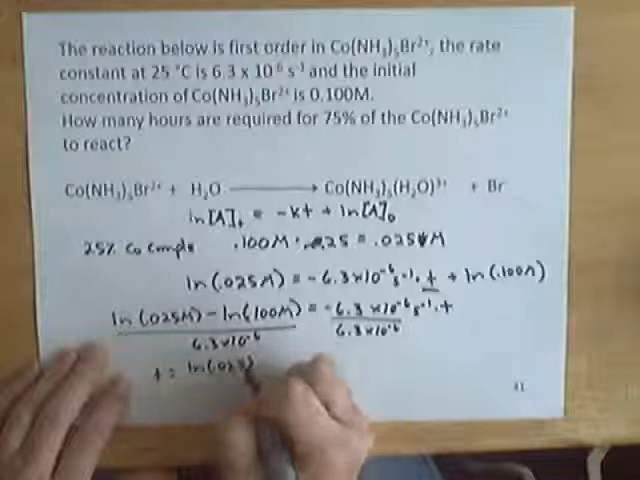 The reaction below is first order in Co(NH₃)₅Br²⁺, the rate
constant at 25 °C is 6.3 x 10⁻⁶ s⁻¹ and the initial
concentration of Co(NH₃)₅Br²⁺ is 0.100M.
How many hours are required for 75% of the Co(NH₃)₅Br²⁺
to react?
Co(NH₃)₅Br²⁺ + H₂O ⟶ Co(NH₃)₅(H₂O)³⁺ + Br
ln[A]ₜ = -kt + ln[A]₀
25% Co comple .100M · .25 = .025M
ln(.025M) = -6.3x10⁻⁶s⁻¹·t + ln(.100M)
ln(.025M) - ln(.100M) = -6.3x10⁻⁶s⁻¹·t
6.3x10⁻⁶ 6.3x10⁻⁶
t = ln(.025)